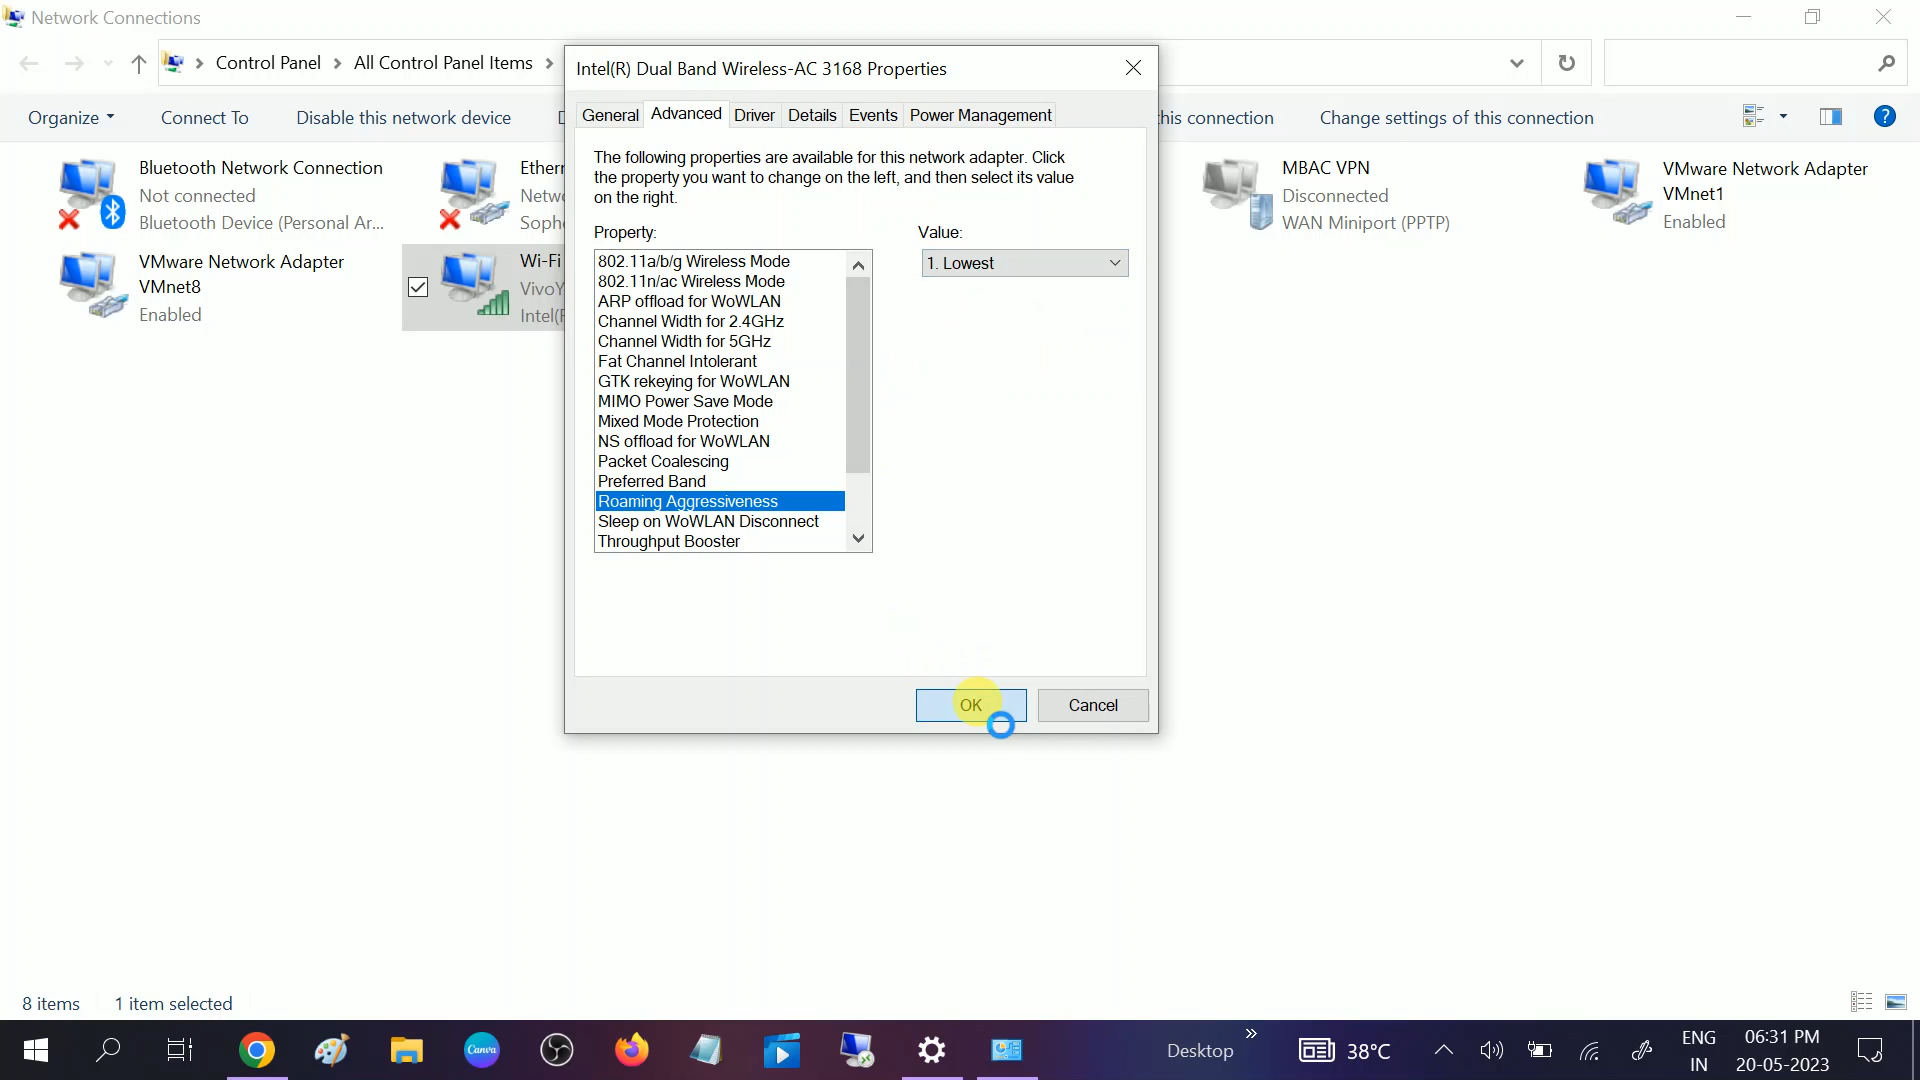 Network Connections
Control Panel
All Control Panel Items
Organize
Connect To
Disable this network device
his connection
Change settings of this connection
Bluetooth Network Connection
Not connected
Bluetooth Device (Personal Ar...
Ether
Netw
Soph
MBAC VPN
Disconnected
WAN Miniport (PPTP)
VMware Network Adapter
VMnet1
Enabled
VMware Network Adapter
VMnet8
Enabled
Wi-Fi
VivoY
Intel(R
Intel(R) Dual Band Wireless-AC 3168 Properties
General
Advanced
Driver
Details
Events
Power Management
The following properties are available for this network adapter. Click
the property you want to change on the left, and then select its value
on the right.
Property:
Value:
802.11a/b/g Wireless Mode
802.11n/ac Wireless Mode
ARP offload for WoWLAN
Channel Width for 2.4GHz
Channel Width for 5GHz
Fat Channel Intolerant
GTK rekeying for WoWLAN
MIMO Power Save Mode
Mixed Mode Protection
NS offload for WoWLAN
Packet Coalescing
Preferred Band
Roaming Aggressiveness
Sleep on WoWLAN Disconnect
Throughput Booster
1. Lowest
OK
Cancel
8 items
1 item selected
Canva
Desktop
38°C
ENG
IN
06:31 PM
20-05-2023